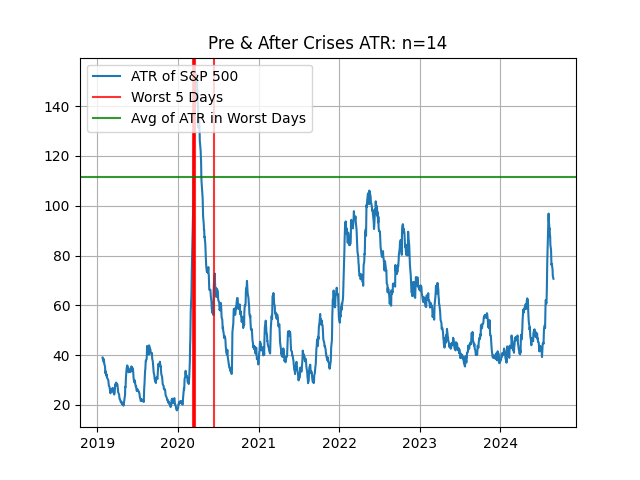 Pre & After Crises ATR: n=14
ATR of S&P 500
Worst 5 Days
Avg of ATR in Worst Days
140
120
100
80
60
40
20
2019 2020 2021 2022 2023 2024